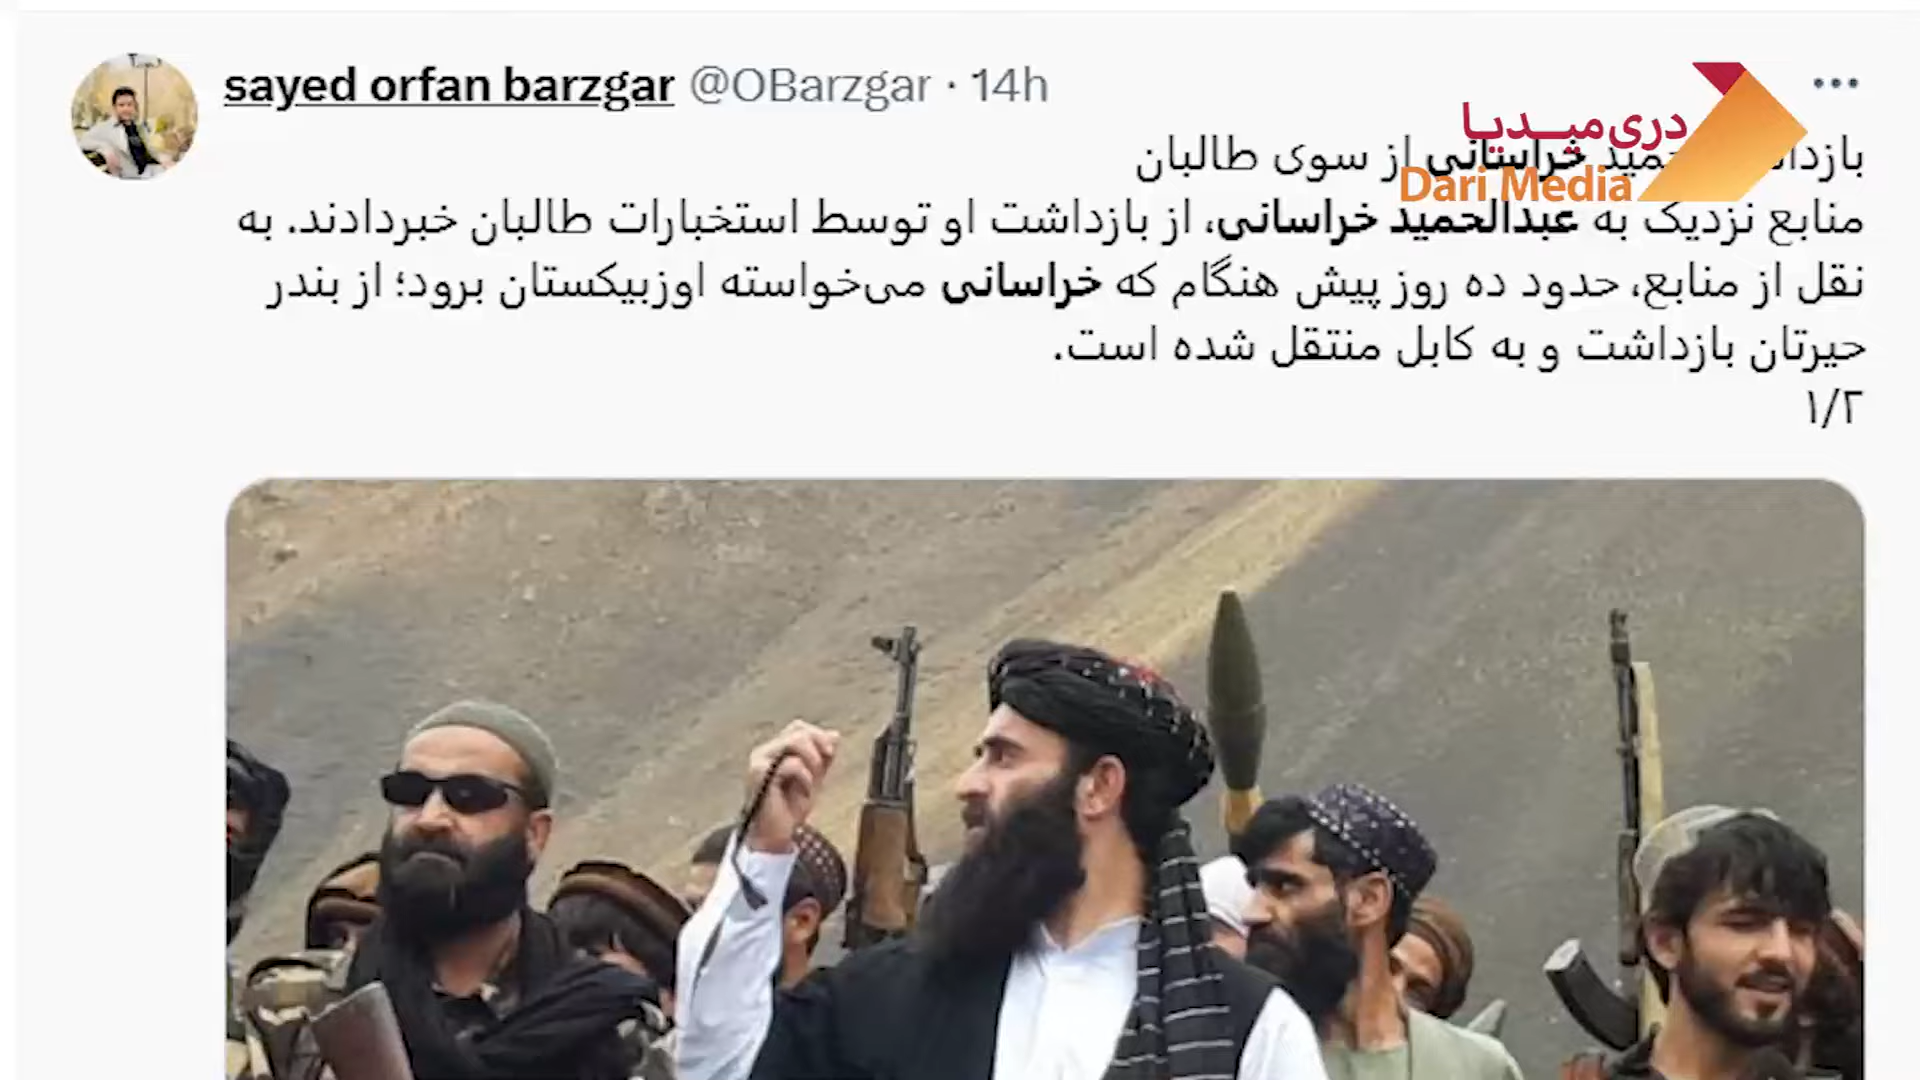 sayed orfan barzgar @OBarzgar · 14h
دری‌میدیا
Dari Media
خراسانی از سوی طالبان
منابع نزدیک به عبدالحمید خراسانی، از بازداشت او توسط استخبارات طالبان خبردادند. به
نقل از منابع، حدود ده روز پیش هنگام که خراسانی می‌خواسته اوزبیکستان برود؛ از بندر
حیرتان بازداشت و به کابل منتقل شده است.
۱/۲